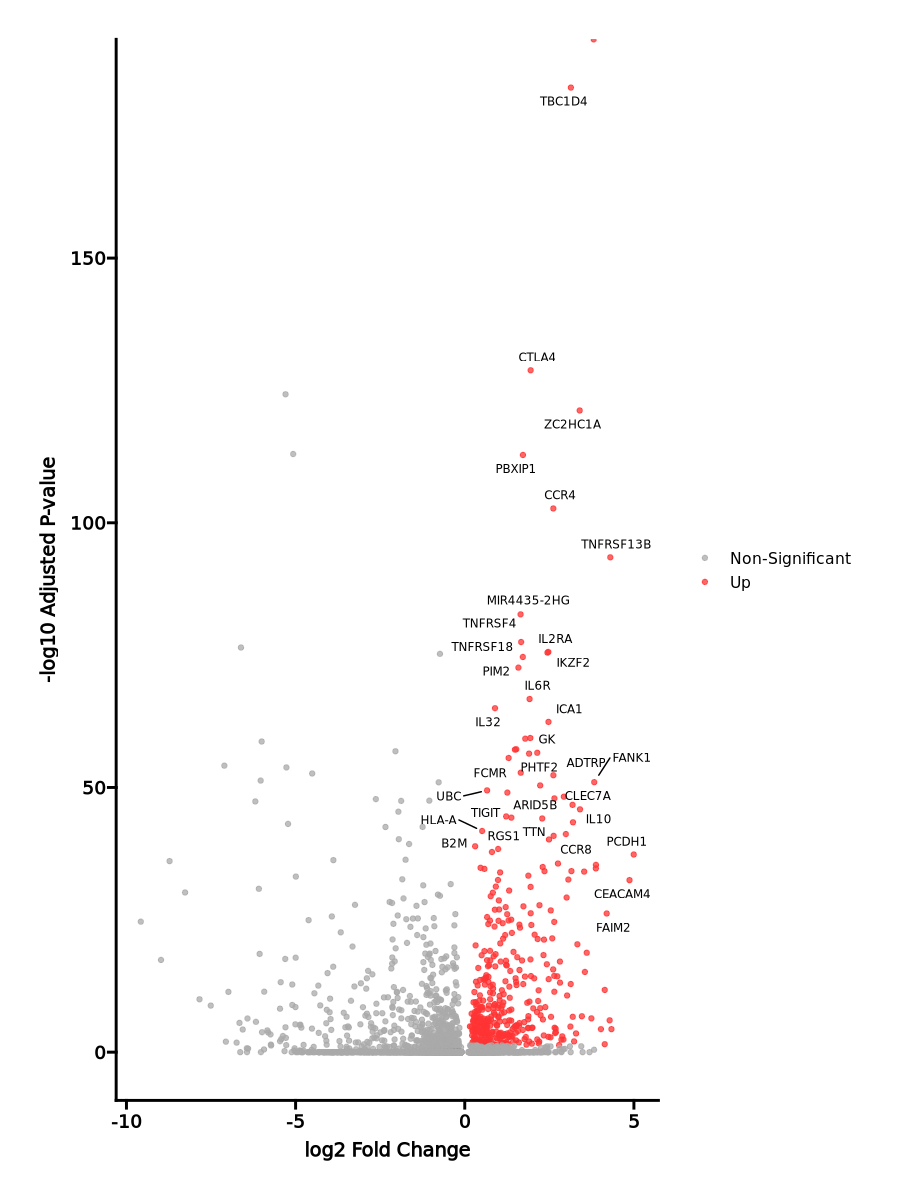 TBC1D4
150
CTLA4
ZC2HC1A
PBXIP1
CCR4
100
TNFRSF13B
Non-Significant
Up
MIR4435-2HG
TNFRSF4
TNFRSF18
IL2RA
IKZF2
PIM2
IL6R
ICA1
IL32
GK
FANK1
ADTRP
PHTF2
FCMR
50
UBC
CLEC7A
ARID5B
TIGIT
HLA-A
IL10
TTN
RGS1
B2M
PCDH1
CCR8
CEACAM4
FAIM2
0
-10
-5
0
5
log2 Fold Change
-log10 Adjusted P-value